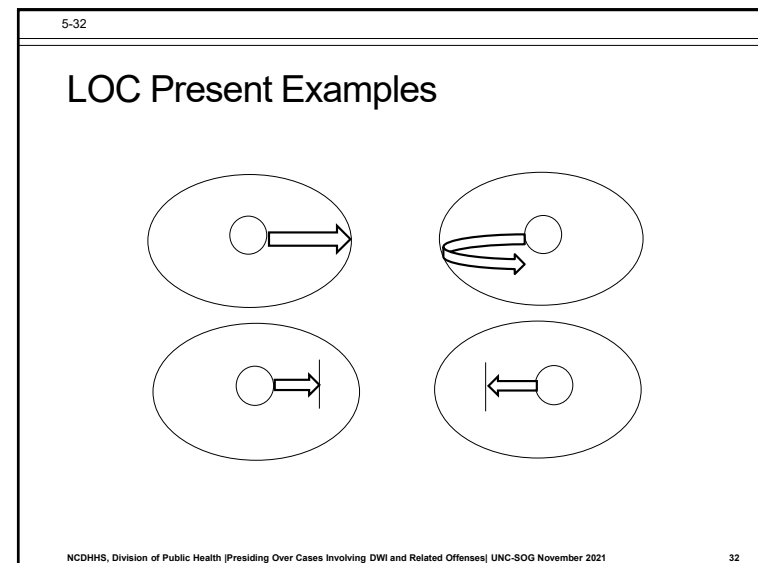 5-32
LOC Present Examples
NCDHHS, Division of Public Health |Presiding Over Cases Involving DWI and Related Offenses| UNC-SOG November 2021 32